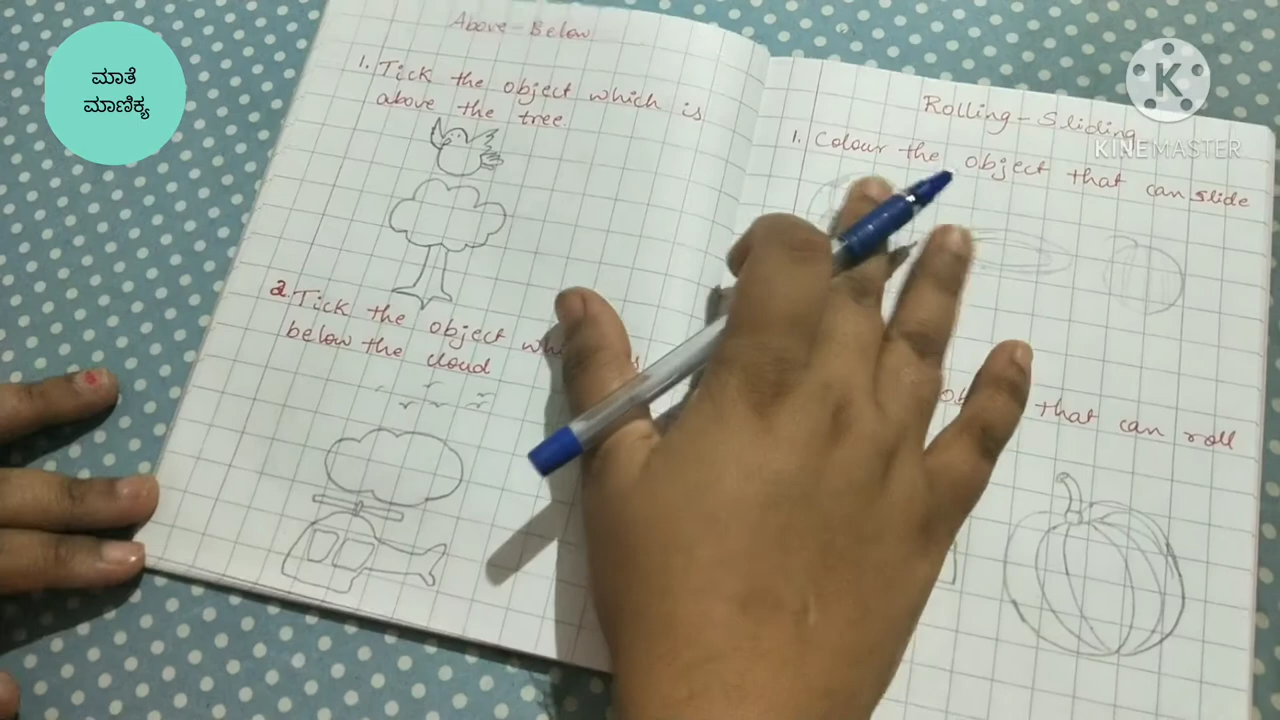 ಮಾತೆ
ಮಾಣಿಕ್ಯ
Above-Below
1. Tick the object which is
above the tree.
2. Tick the object
below the cloud
Rolling-Sliding
1. Colour the object that can slide
that can roll
K
KINEMASTER